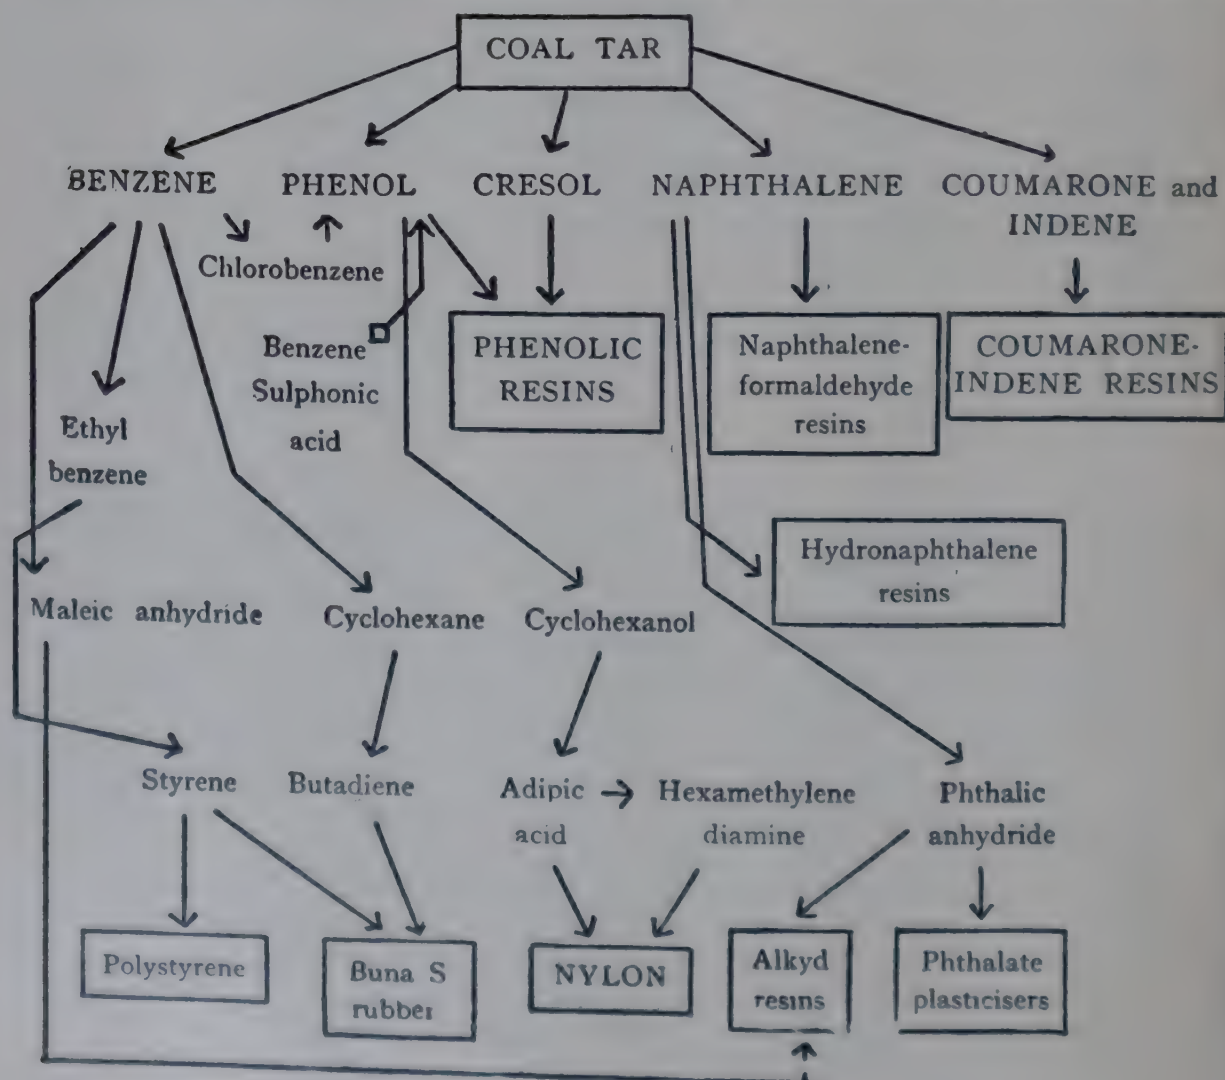 COAL TAR
BENZENE
PHENOL
CRESOL
NAPHTHALENE
COUMARONE and
INDENE
Chlorobenzene
Benzene
Sulphonic
acid
PHENOLIC
RESINS
Naphthalene-
formaldehyde
resins
COUMARONE-
INDENE RESINS
Ethyl
benzene
Hydronaphthalene
resins
Maleic anhydride
Cyclohexane
Cyclohexanol
Styrene
Butadiene
Adipic
acid
Hexamethylene
diamine
Phthalic
anhydride
Polystyrene
Buna S
rubber
NYLON
Alkyd
resins
Phthalate
plasticisers